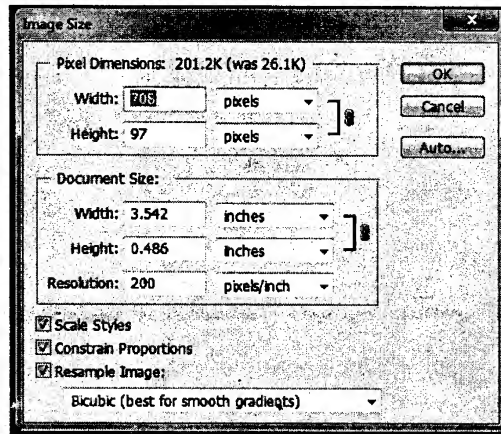 Image Size
Pixel Dimensions: 201.2K (was 26.1K)
Width: 708 pixels
Height: 97 pixels
OK
Cancel
Auto...
Document Size:
Width: 3.542 inches
Height: 0.486 inches
Resolution: 200 pixels/inch
Scale Styles
Constrain Proportions
Resample Image:
Bicubic (best for smooth gradients)